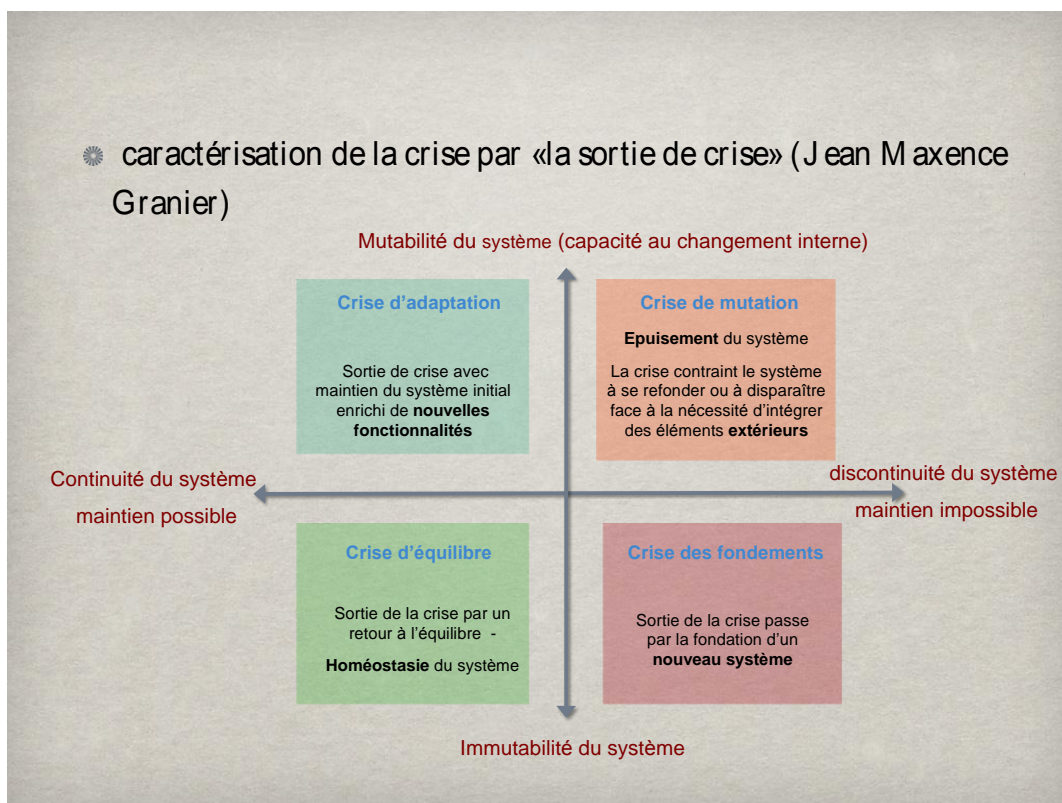 caractérisation de la crise par «la sortie de crise» (Jean Maxence
Granier)
Mutabilité du système (capacité au changement interne)
Crise d’adaptation
Sortie de crise avec
maintien du système initial
enrichi de nouvelles
fonctionnalités
Crise de mutation
Epuisement du système
La crise contraint le système
à se refonder ou à disparaître
face à la nécessité d’intégrer
des éléments extérieurs
Continuité du système
maintien possible
discontinuité du système
maintien impossible
Crise d’équilibre
Sortie de la crise par un
retour à l’équilibre -
Homéostasie du système
Crise des fondements
Sortie de la crise passe
par la fondation d’un
nouveau système
Immutabilité du système